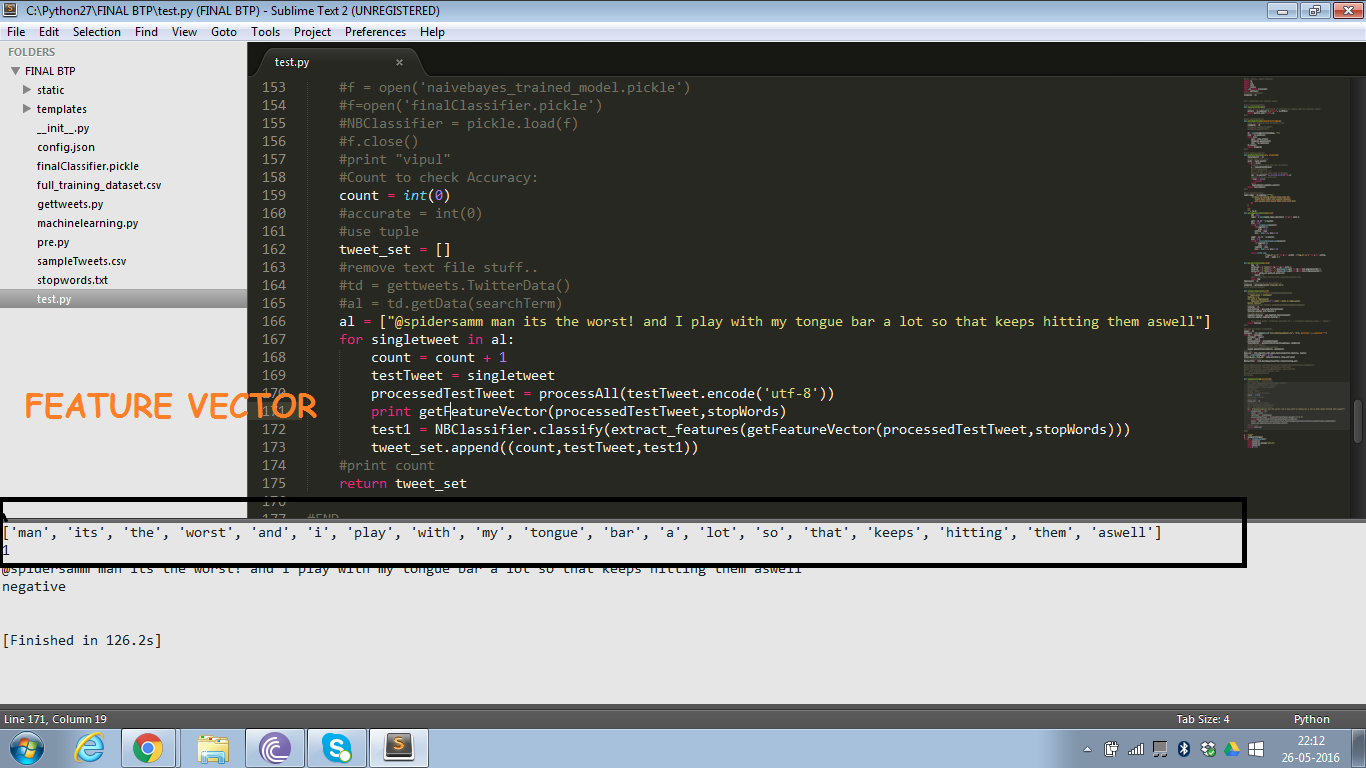 C:\Python27\FINAL BTP\test.py (FINAL BTP) - Sublime Text 2 (UNREGISTERED)
File Edit Selection Find View Goto Tools Project Preferences Help
FOLDERS
FINAL BTP
static
templates
__init__.py
config.json
finalClassifier.pickle
full_training_dataset.csv
gettweets.py
machinelearning.py
pre.py
sampleTweets.csv
stopwords.txt
test.py
FEATURE VECTOR
test.py
153 #f = open('naivebayes_trained_model.pickle')
154 #f=open('finalClassifier.pickle')
155 #NBClassifier = pickle.load(f)
156 #f.close()
157 #print "vipul"
158 #Count to check Accuracy:
159 count = int(0)
160 #accurate = int(0)
161 #use tuple
162 tweet_set = []
163 #remove text file stuff..
164 #td = gettweets.TwitterData()
165 #al = td.getData(searchTerm)
166 al = ["@spidersamm man its the worst! and I play with my tongue bar a lot so that keeps hitting them aswell"]
167 for singletweet in al:
168 count = count + 1
169 testTweet = singletweet
170 processedTestTweet = processAll(testTweet.encode('utf-8'))
171 print getFeatureVector(processedTestTweet,stopWords)
172 test1 = NBClassifier.classify(extract_features(getFeatureVector(processedTestTweet,stopWords)))
173 tweet_set.append((count,testTweet,test1))
174 #print count
175 return tweet_set
176
177 #END
['man', 'its', 'the', 'worst', 'and', 'i', 'play', 'with', 'my', 'tongue', 'bar', 'a', 'lot', 'so', 'that', 'keeps', 'hitting', 'them', 'aswell']
1
@spidersamm man its the worst! and I play with my tongue bar a lot so that keeps hitting them aswell
negative
[Finished in 126.2s]
Line 171, Column 19
Tab Size: 4
Python
22:12
26-05-2016